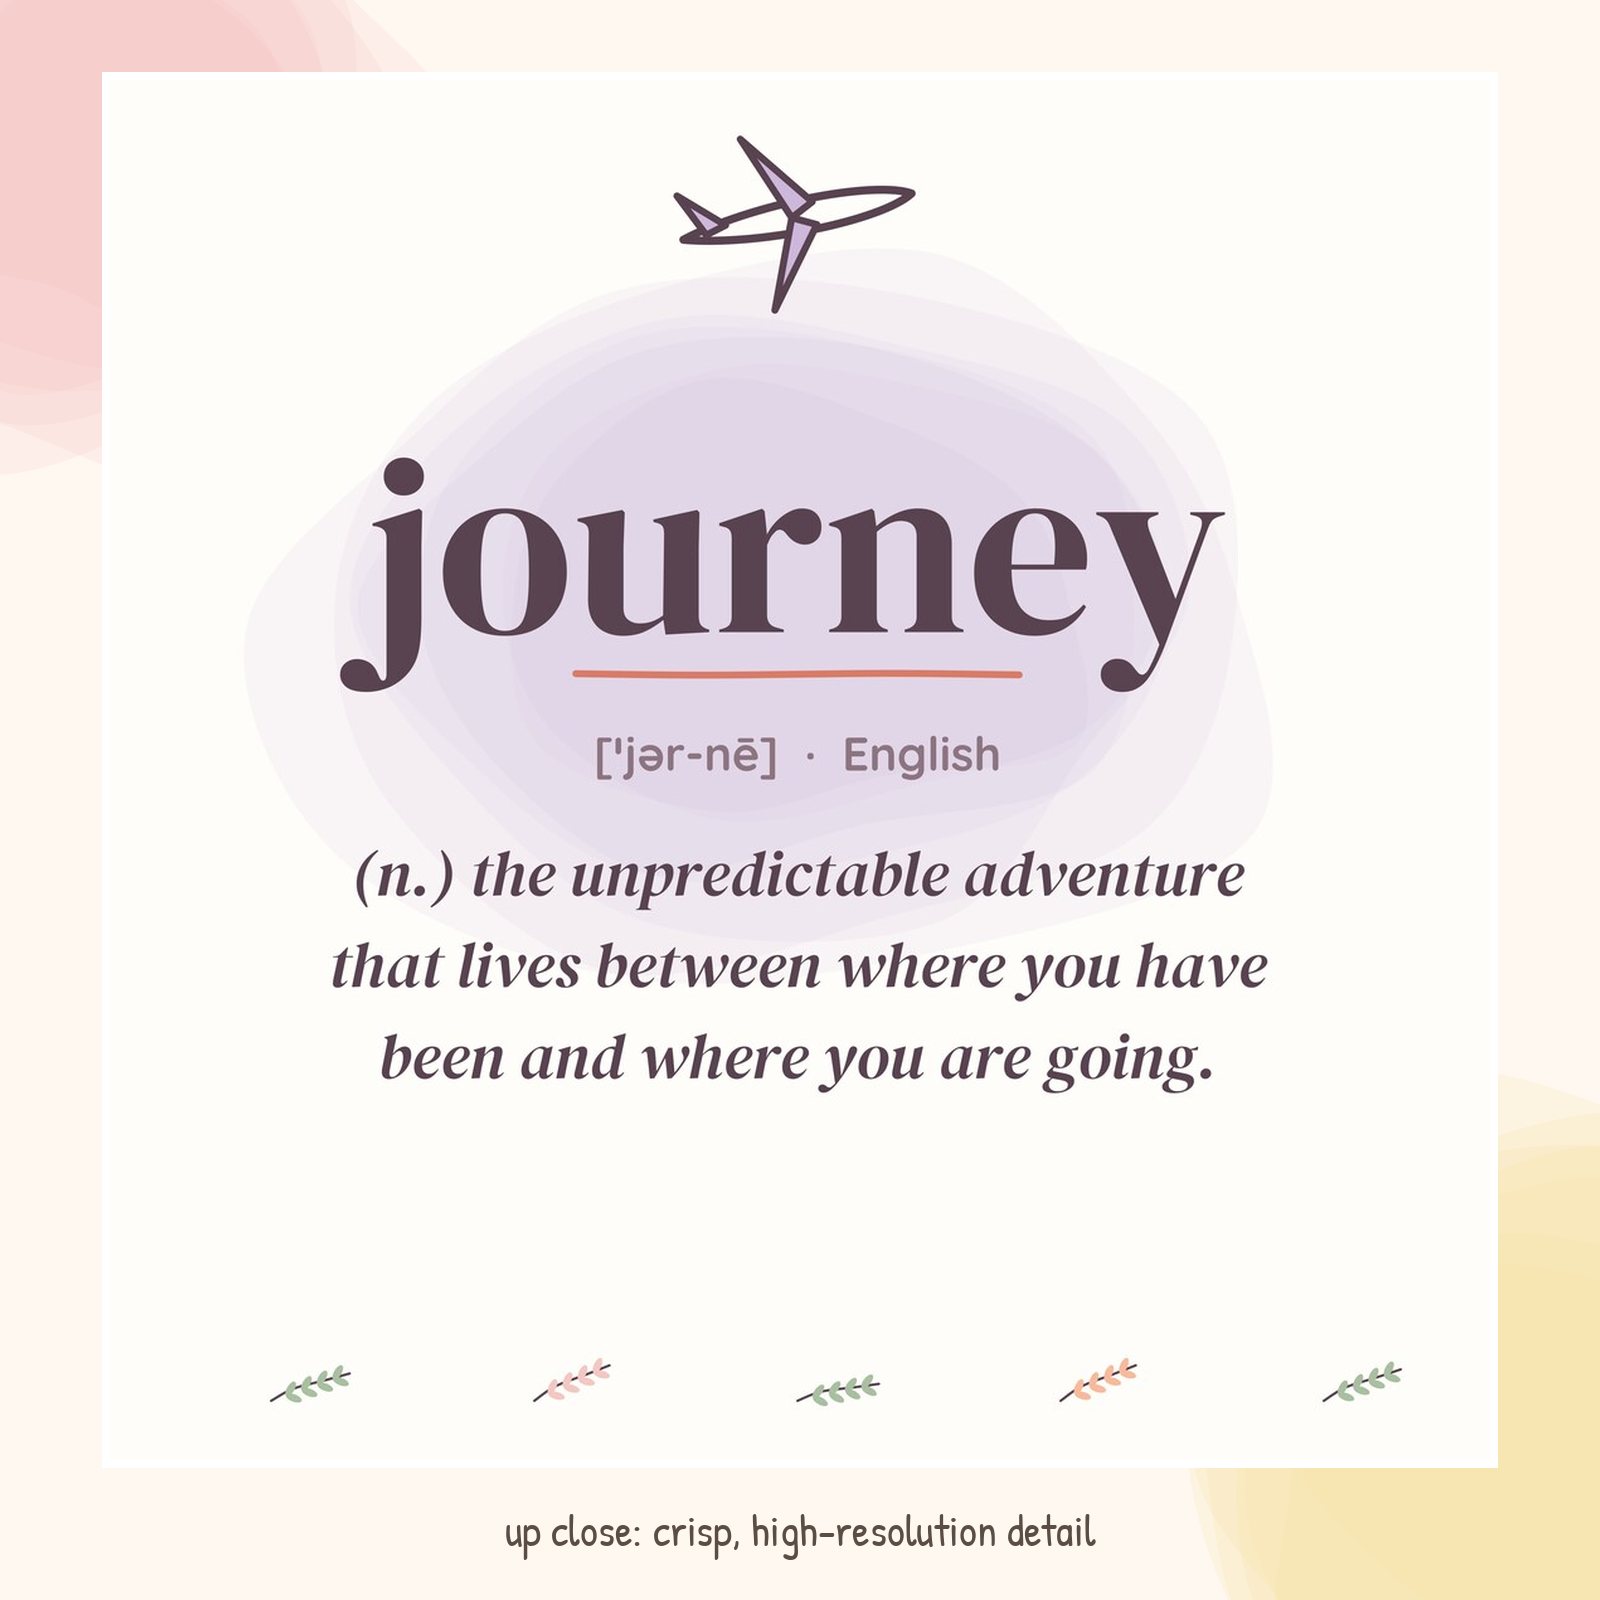 journey
['jər-nē] · English
(n.) the unpredictable adventure
that lives between where you have
been and where you are going.
up close: crisp, high-resolution detail